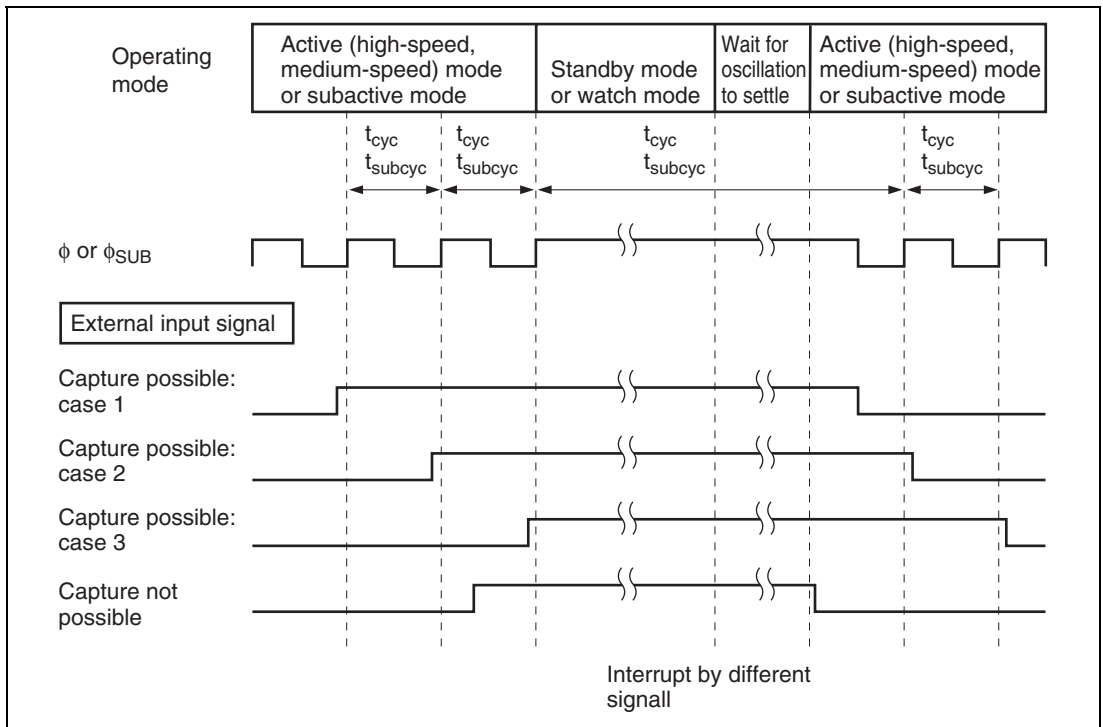 Operating
mode
Active (high-speed,
medium-speed) mode
or subactive mode
Standby mode
or watch mode
Wait for
oscillation
to settle
Active (high-speed,
medium-speed) mode
or subactive mode
tcyc
tsubcyc
tcyc
tsubcyc
tcyc
tsubcyc
tcyc
tsubcyc
φ or φSUB
External input signal
Capture possible:
case 1
Capture possible:
case 2
Capture possible:
case 3
Capture not
possible
Interrupt by different
signall